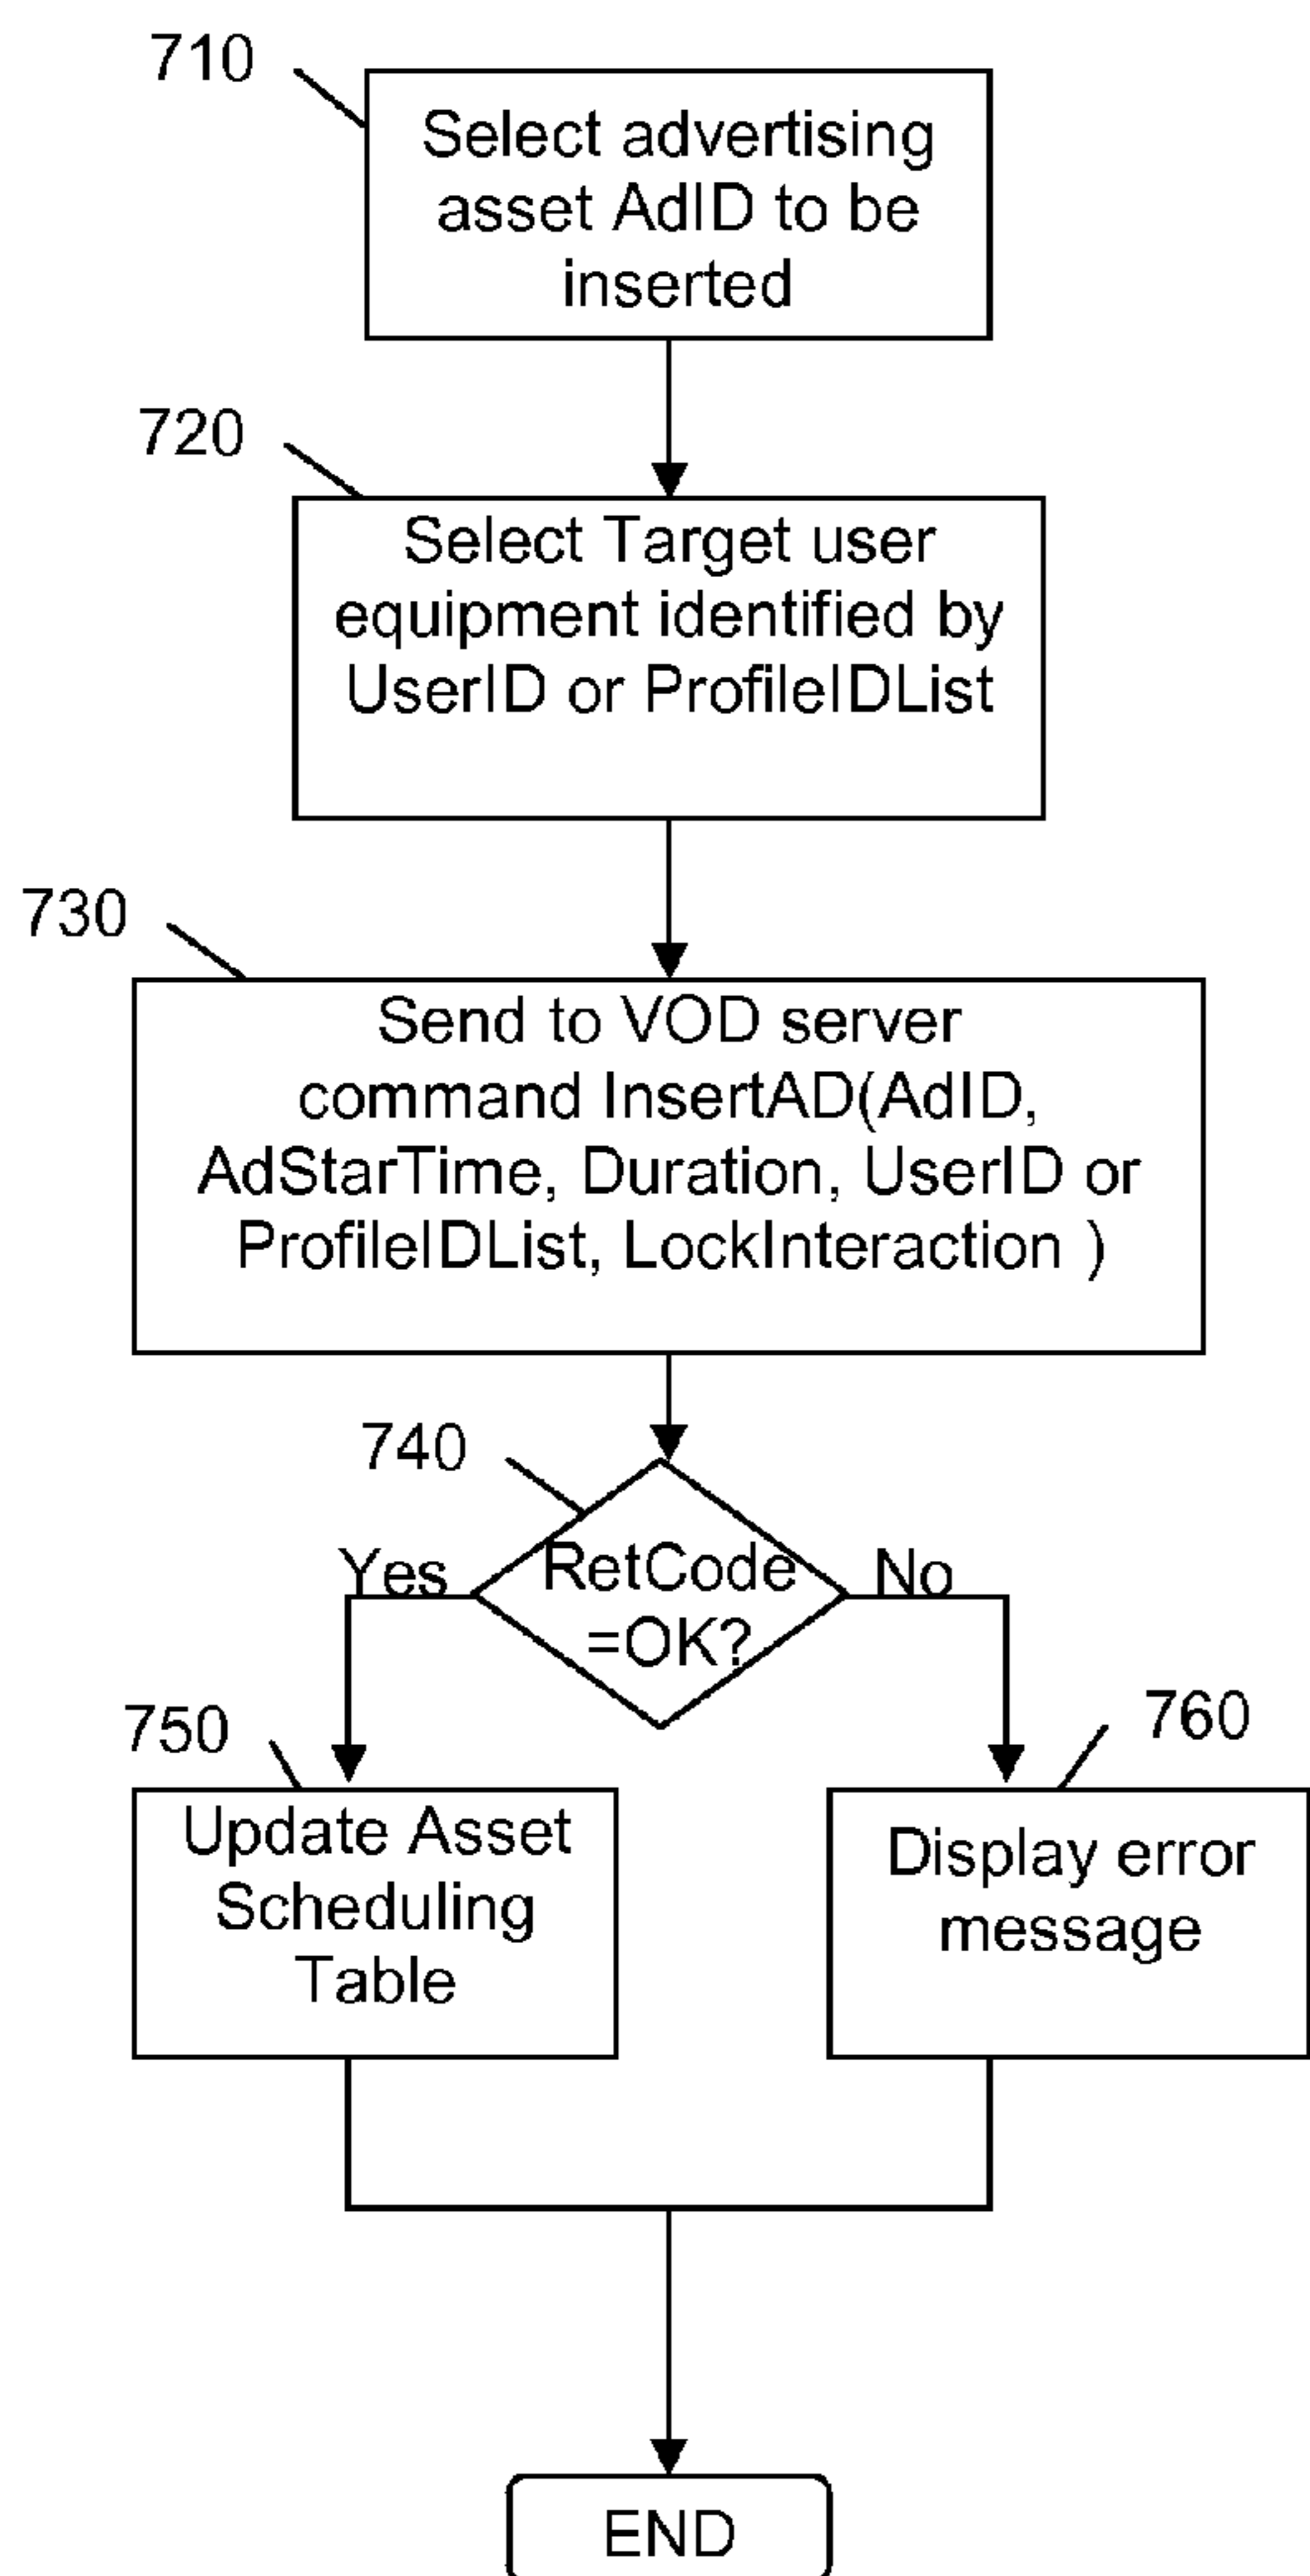 710
Select advertising
asset AdID to be
inserted
720
Select Target user
equipment identified by
UserID or ProfileIDList
730
Send to VOD server
command InsertAD(AdID,
AdStarTime, Duration, UserID or
ProfileIDList, LockInteraction )
740
Yes
RetCode
=OK?
No
750
Update Asset
Scheduling
Table
760
Display error
message
END